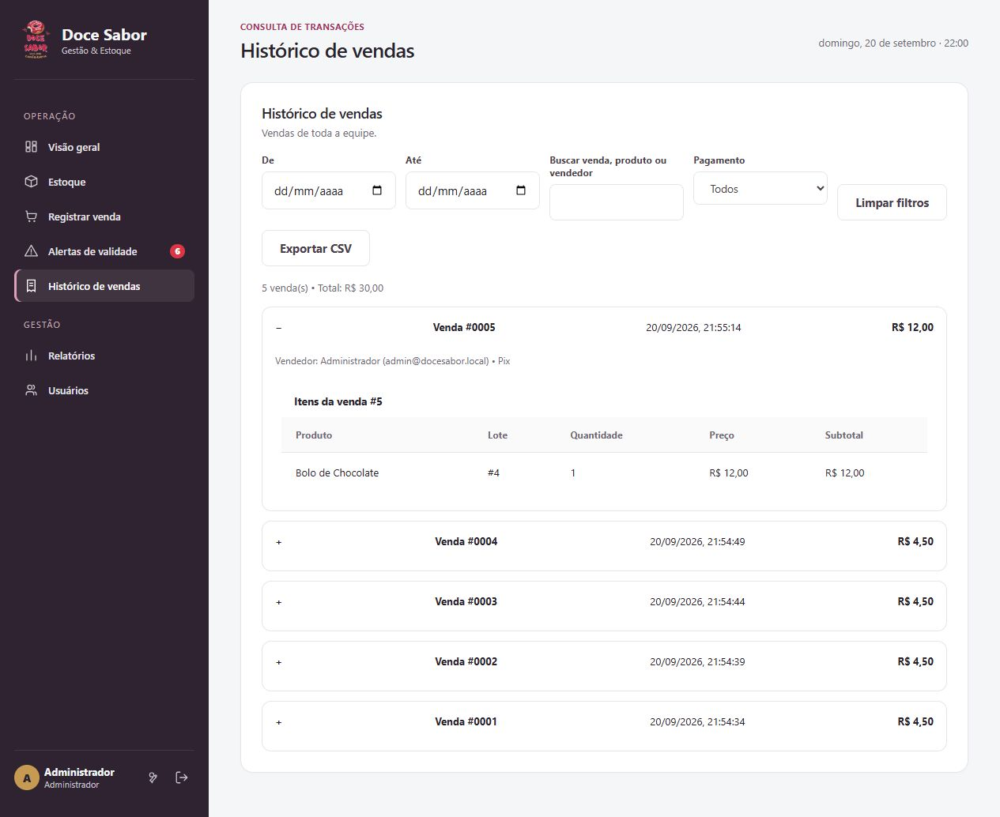 DOCE
SABOR
Doce Sabor
Gestão & Estoque
OPERAÇÃO
Visão geral
Estoque
Registrar venda
Alertas de validade 6
Histórico de vendas
GESTÃO
Relatórios
Usuários
A
Administrador
Administrador
CONSULTA DE TRANSAÇÕES
Histórico de vendas
domingo, 20 de setembro · 22:00
Histórico de vendas
Vendas de toda a equipe.
De
dd/mm/aaaa
Até
dd/mm/aaaa
Buscar venda, produto ou
vendedor
Pagamento
Todos
Limpar filtros
Exportar CSV
5 venda(s) • Total: R$ 30,00
− Venda #0005 20/09/2026, 21:55:14 R$ 12,00
Vendedor: Administrador (admin@docesabor.local) • Pix
Itens da venda #5
Produto Lote Quantidade Preço Subtotal
Bolo de Chocolate #4 1 R$ 12,00 R$ 12,00
+ Venda #0004 20/09/2026, 21:54:49 R$ 4,50
+ Venda #0003 20/09/2026, 21:54:44 R$ 4,50
+ Venda #0002 20/09/2026, 21:54:39 R$ 4,50
+ Venda #0001 20/09/2026, 21:54:34 R$ 4,50